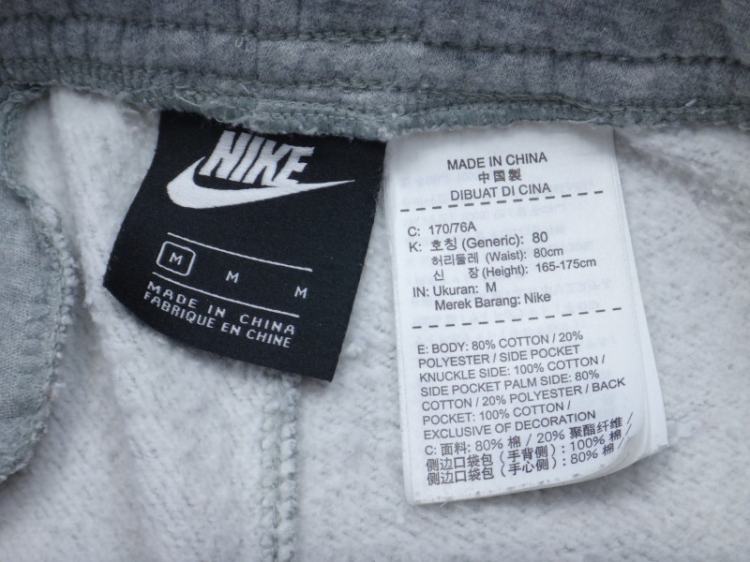 NIKE
M M M
MADE IN CHINA
FABRIQUE EN CHINE
MADE IN CHINA
中国製
DIBUAT DI CINA
C: 170/76A
K: 호칭 (Generic): 80
허리둘레 (Waist): 80cm
신 장 (Height): 165-175cm
IN: Ukuran: M
Merek Barang: Nike
E: BODY: 80% COTTON / 20%
POLYESTER / SIDE POCKET
KNUCKLE SIDE: 100% COTTON /
SIDE POCKET PALM SIDE: 80%
COTTON / 20% POLYESTER / BACK
POCKET: 100% COTTON /
EXCLUSIVE OF DECORATION
C: 面料: 80% 棉 / 20% 聚酯纤维 /
侧边口袋包 (手背侧) : 100% 棉 /
侧边口袋包 (手心侧) : 80% 棉 /